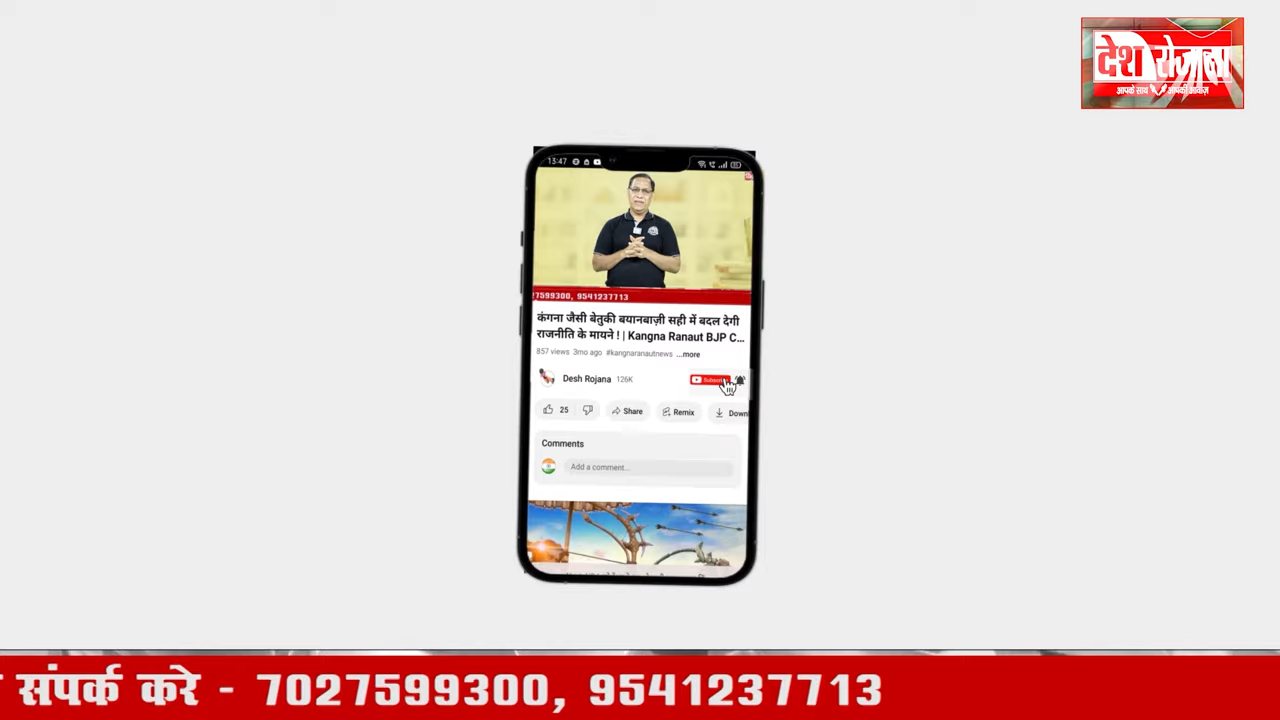 देश रोजाना
आपके साथ आपकी आवाज़
13:47
7599300, 9541237713
कंगना जैसी बेतुकी बयानबाज़ी सही में बदल देगी
राजनीति के मायने ! | Kangna Ranaut BJP C...
857 views 3mo ago #kangnaranautnews ...more
Desh Rojana 126K
Subscribe
25 Share Remix Down
Comments
Add a comment...
संपर्क करे - 7027599300, 9541237713